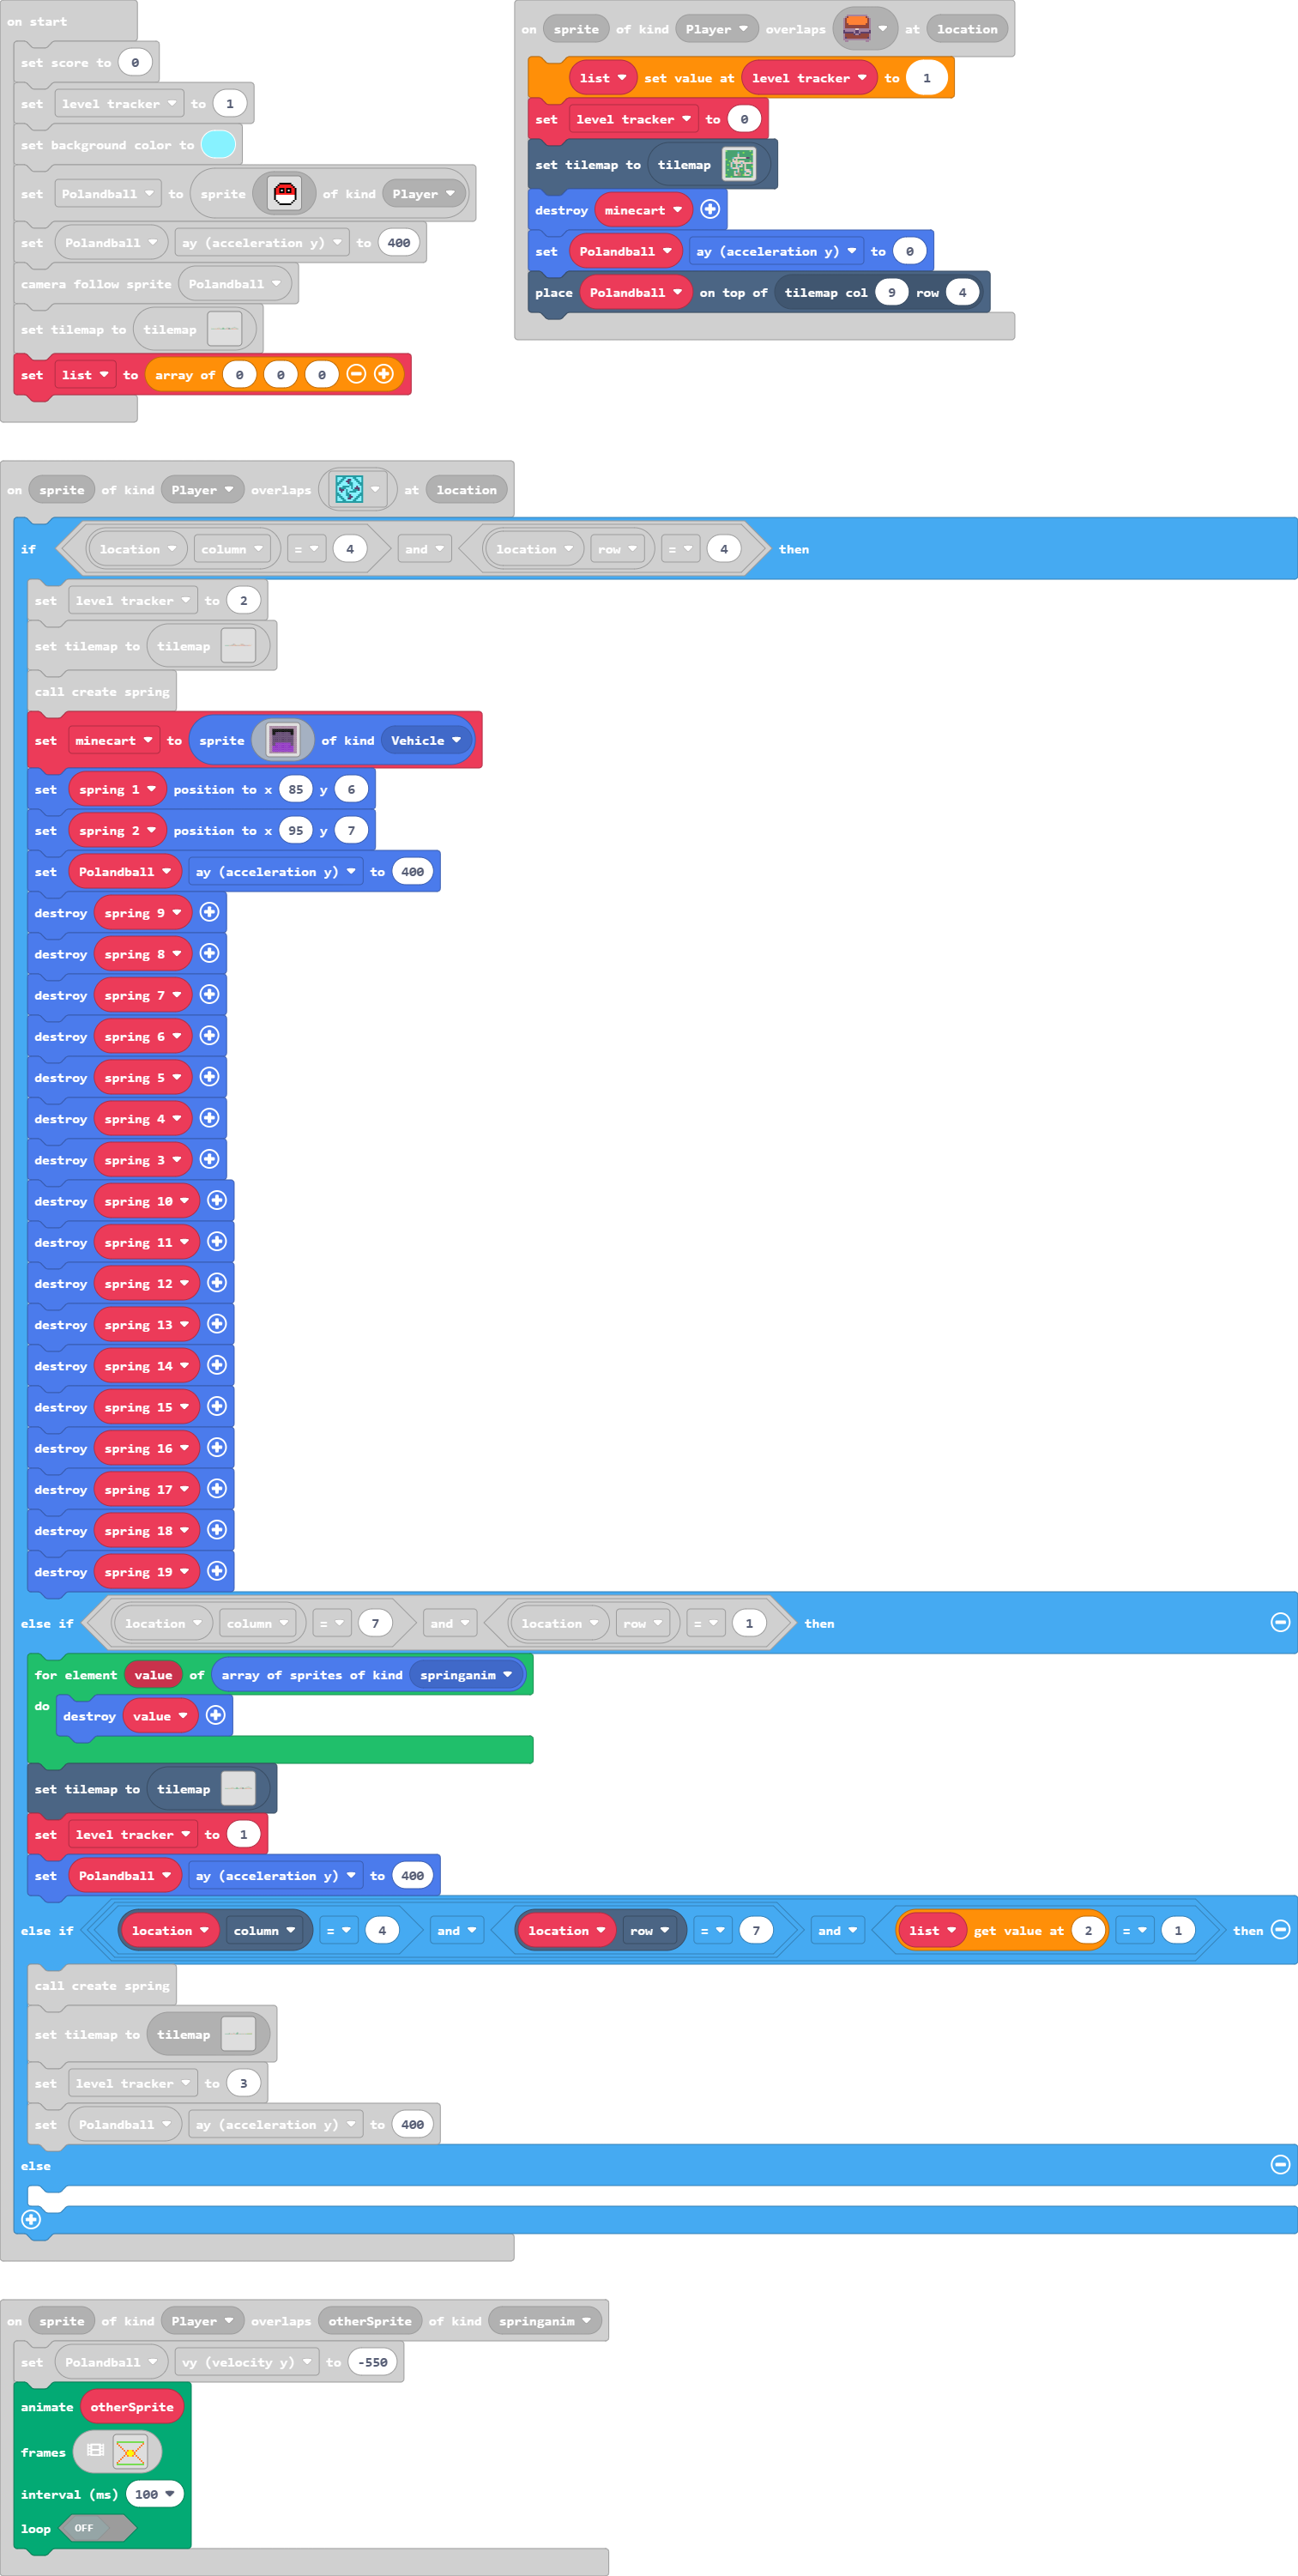 on start
set score to 0
set level tracker to 1
set background color to
set Polandball to sprite of kind Player
set Polandball ay (acceleration y) to 400
camera follow sprite Polandball
set tilemap to tilemap
set list to array of 0 0 0
on sprite of kind Player overlaps at location
list set value at level tracker to 1
set level tracker to 0
set tilemap to tilemap
destroy minecart
set Polandball ay (acceleration y) to 0
place Polandball on top of tilemap col 9 row 4
on sprite of kind Player overlaps at location
if location column = 4 and location row = 4 then
set level tracker to 2
set tilemap to tilemap
call create spring
set minecart to sprite of kind Vehicle
set spring 1 position to x 85 y 6
set spring 2 position to x 95 y 7
set Polandball ay (acceleration y) to 400
destroy spring 9
destroy spring 8
destroy spring 7
destroy spring 6
destroy spring 5
destroy spring 4
destroy spring 3
destroy spring 10
destroy spring 11
destroy spring 12
destroy spring 13
destroy spring 14
destroy spring 15
destroy spring 16
destroy spring 17
destroy spring 18
destroy spring 19
else if location column = 7 and location row = 1 then
for element value of array of sprites of kind springanim
do destroy value
set tilemap to tilemap
set level tracker to 1
set Polandball ay (acceleration y) to 400
else if location column = 4 and location row = 7 and list get value at 2 = 1 then
call create spring
set tilemap to tilemap
set level tracker to 3
set Polandball ay (acceleration y) to 400
else
on sprite of kind Player overlaps otherSprite of kind springanim
set Polandball vy (velocity y) to -550
animate otherSprite
frames
interval (ms) 100
loop OFF